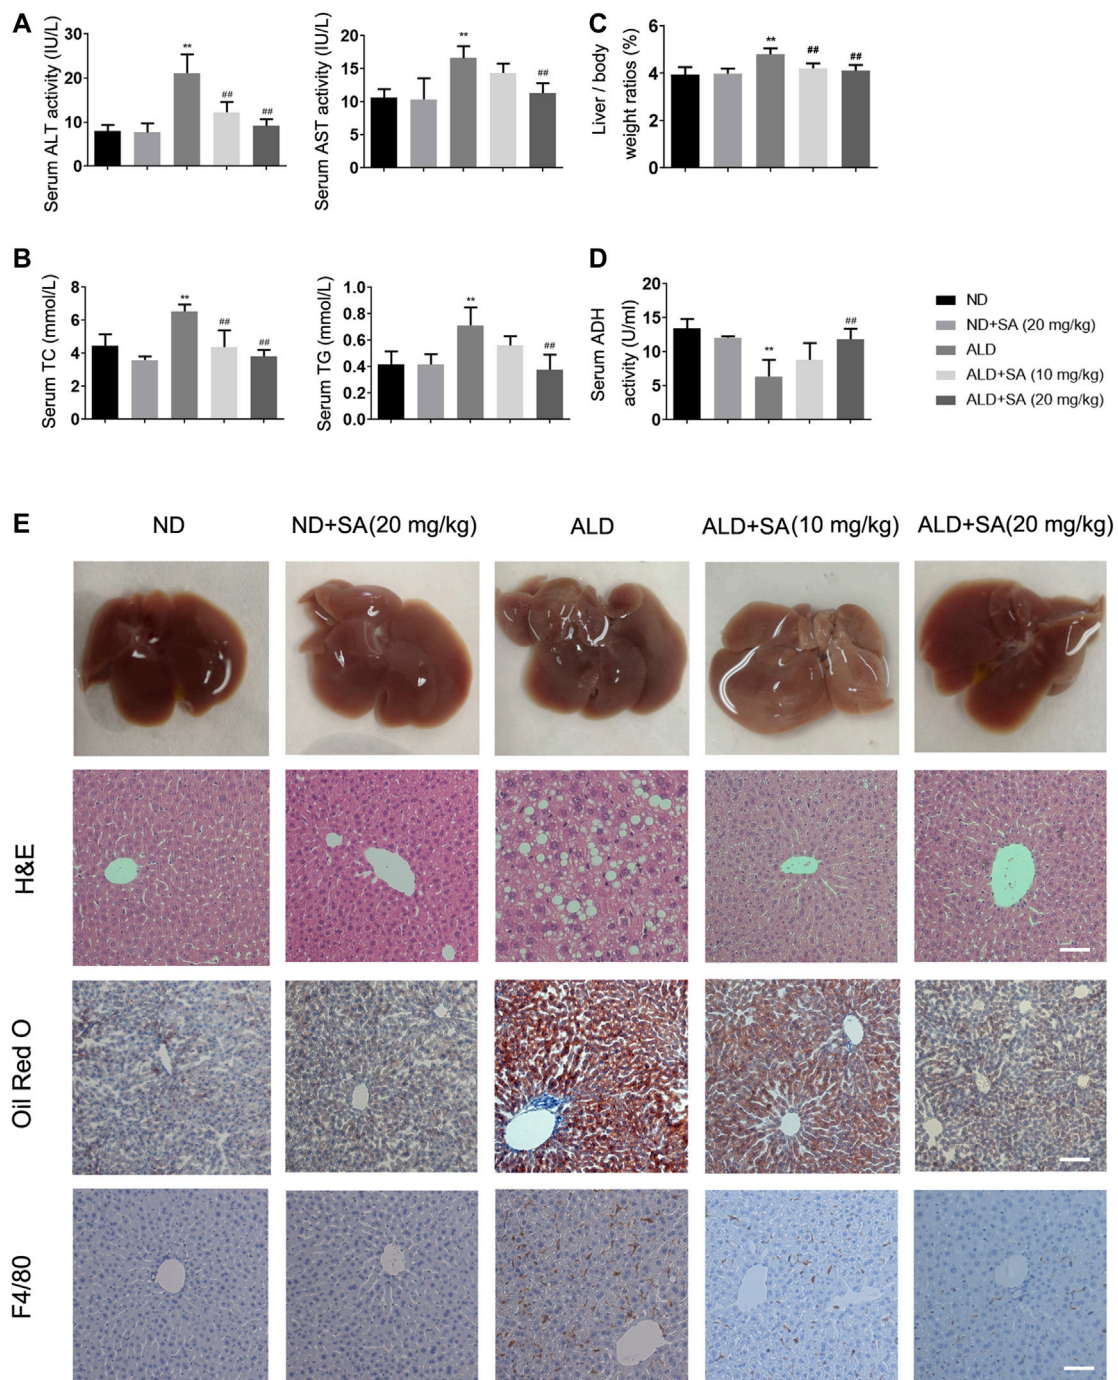 A
Serum ALT activity (IU/L)
30
20
10
0
**
##
##
Serum AST activity (IU/L)
20
15
10
5
0
**
##
C
Liver / body
weight ratios (%)
6
4
2
0
**
##
##
B
Serum TC (mmol/L)
8
6
4
2
0
**
##
##
Serum TG (mmol/L)
1.0
0.8
0.6
0.4
0.2
0.0
**
##
D
Serum ADH
activity (U/ml)
20
15
10
5
0
**
##
ND
ND+SA (20 mg/kg)
ALD
ALD+SA (10 mg/kg)
ALD+SA (20 mg/kg)
E
ND
ND+SA(20 mg/kg)
ALD
ALD+SA(10 mg/kg)
ALD+SA(20 mg/kg)
H&E
Oil Red O
F4/80